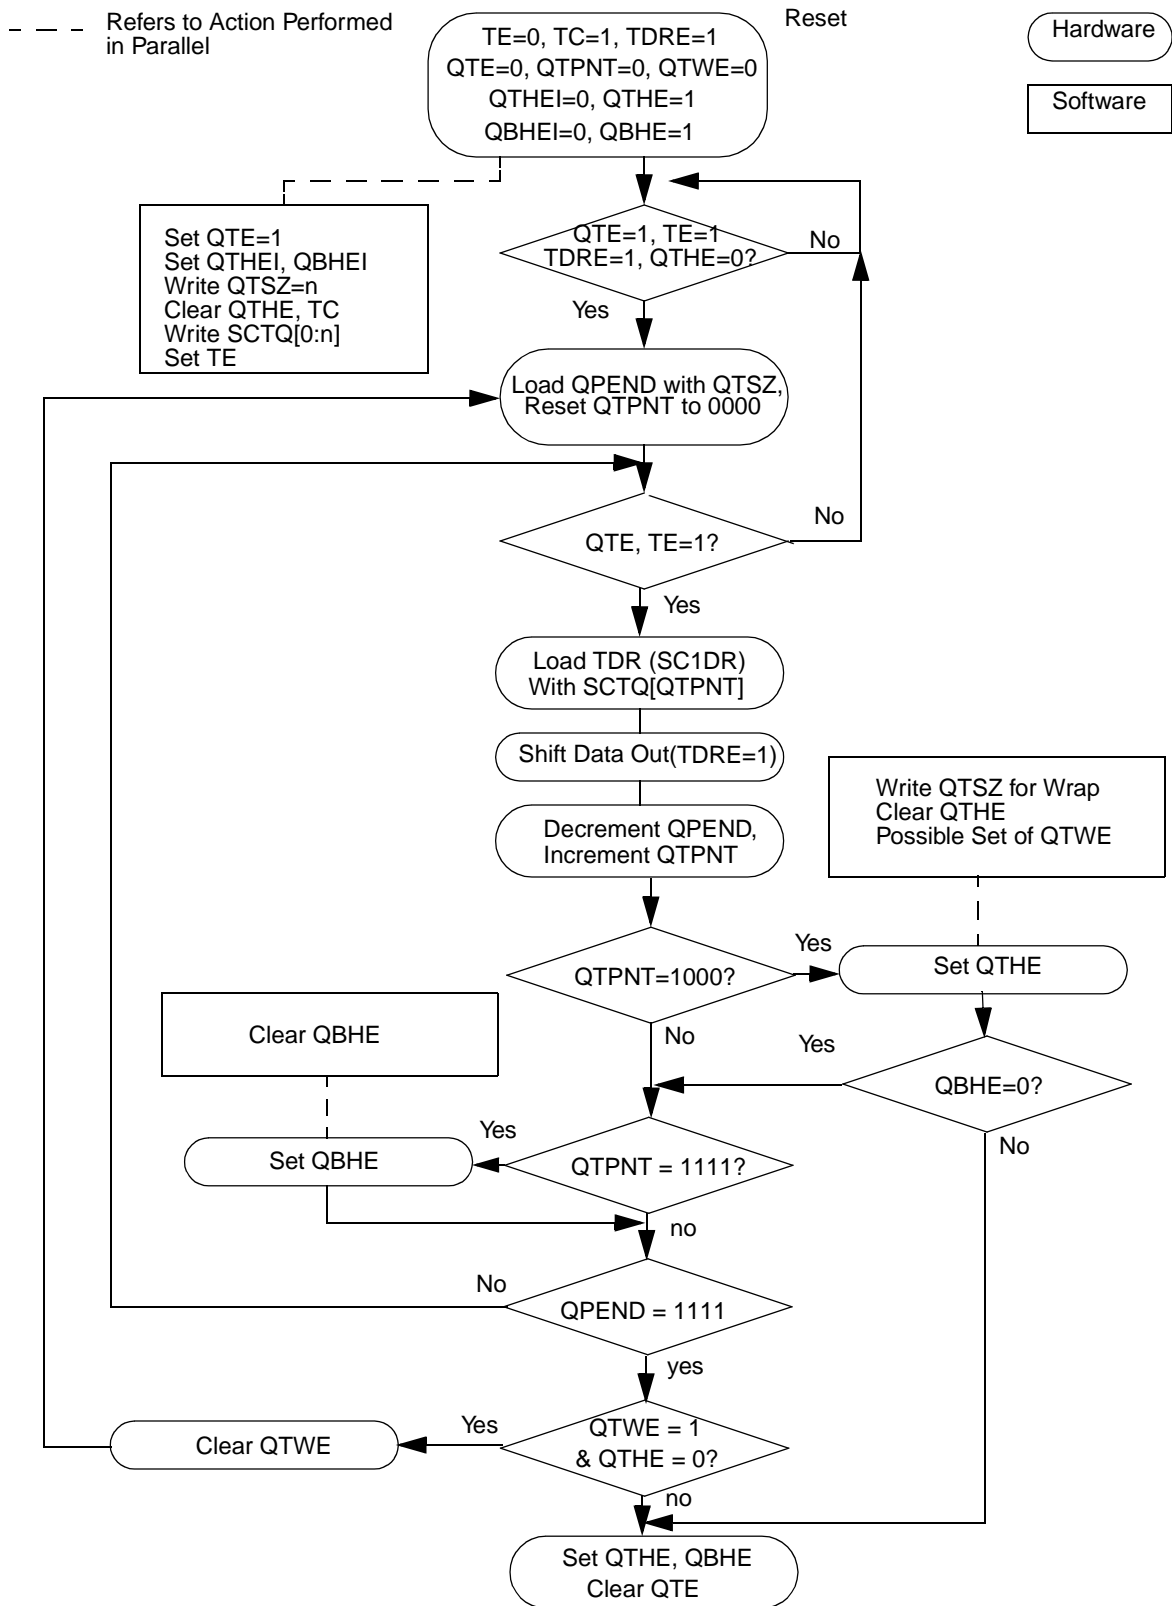 Refers to Action Performed
in Parallel
Reset
Hardware
Software
TE=0, TC=1, TDRE=1
QTE=0, QTPNT=0, QTWE=0
QTHEI=0, QTHE=1
QBHEI=0, QBHE=1
Set QTE=1
Set QTHEI, QBHEI
Write QTSZ=n
Clear QTHE, TC
Write SCTQ[0:n]
Set TE
QTE=1, TE=1
TDRE=1, QTHE=0?
No
Yes
Load QPEND with QTSZ,
Reset QTPNT to 0000
QTE, TE=1?
No
Yes
Load TDR (SC1DR)
With SCTQ[QTPNT]
Shift Data Out(TDRE=1)
Decrement QPEND,
Increment QTPNT
Write QTSZ for Wrap
Clear QTHE
Possible Set of QTWE
QTPNT=1000?
Yes
Set QTHE
No
Clear QBHE
Yes
QBHE=0?
No
Yes
Set QBHE
QTPNT = 1111?
no
No
QPEND = 1111
yes
Clear QTWE
Yes
QTWE = 1
& QTHE = 0?
no
Set QTHE, QBHE
Clear QTE